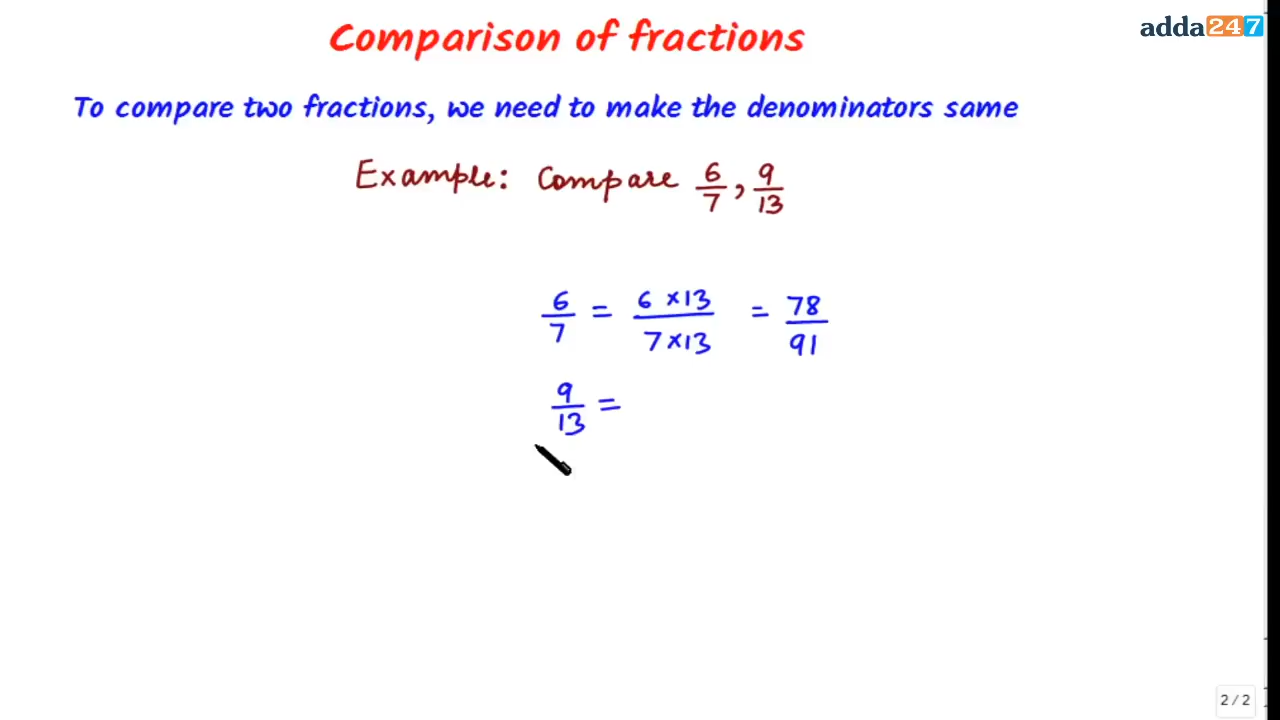 Comparison of fractions
adda247
To compare two fractions, we need to make the denominators same
Example: Compare 6/7, 9/13
6/7 = 6×13/7×13 = 78/91
9/13 =
2/2